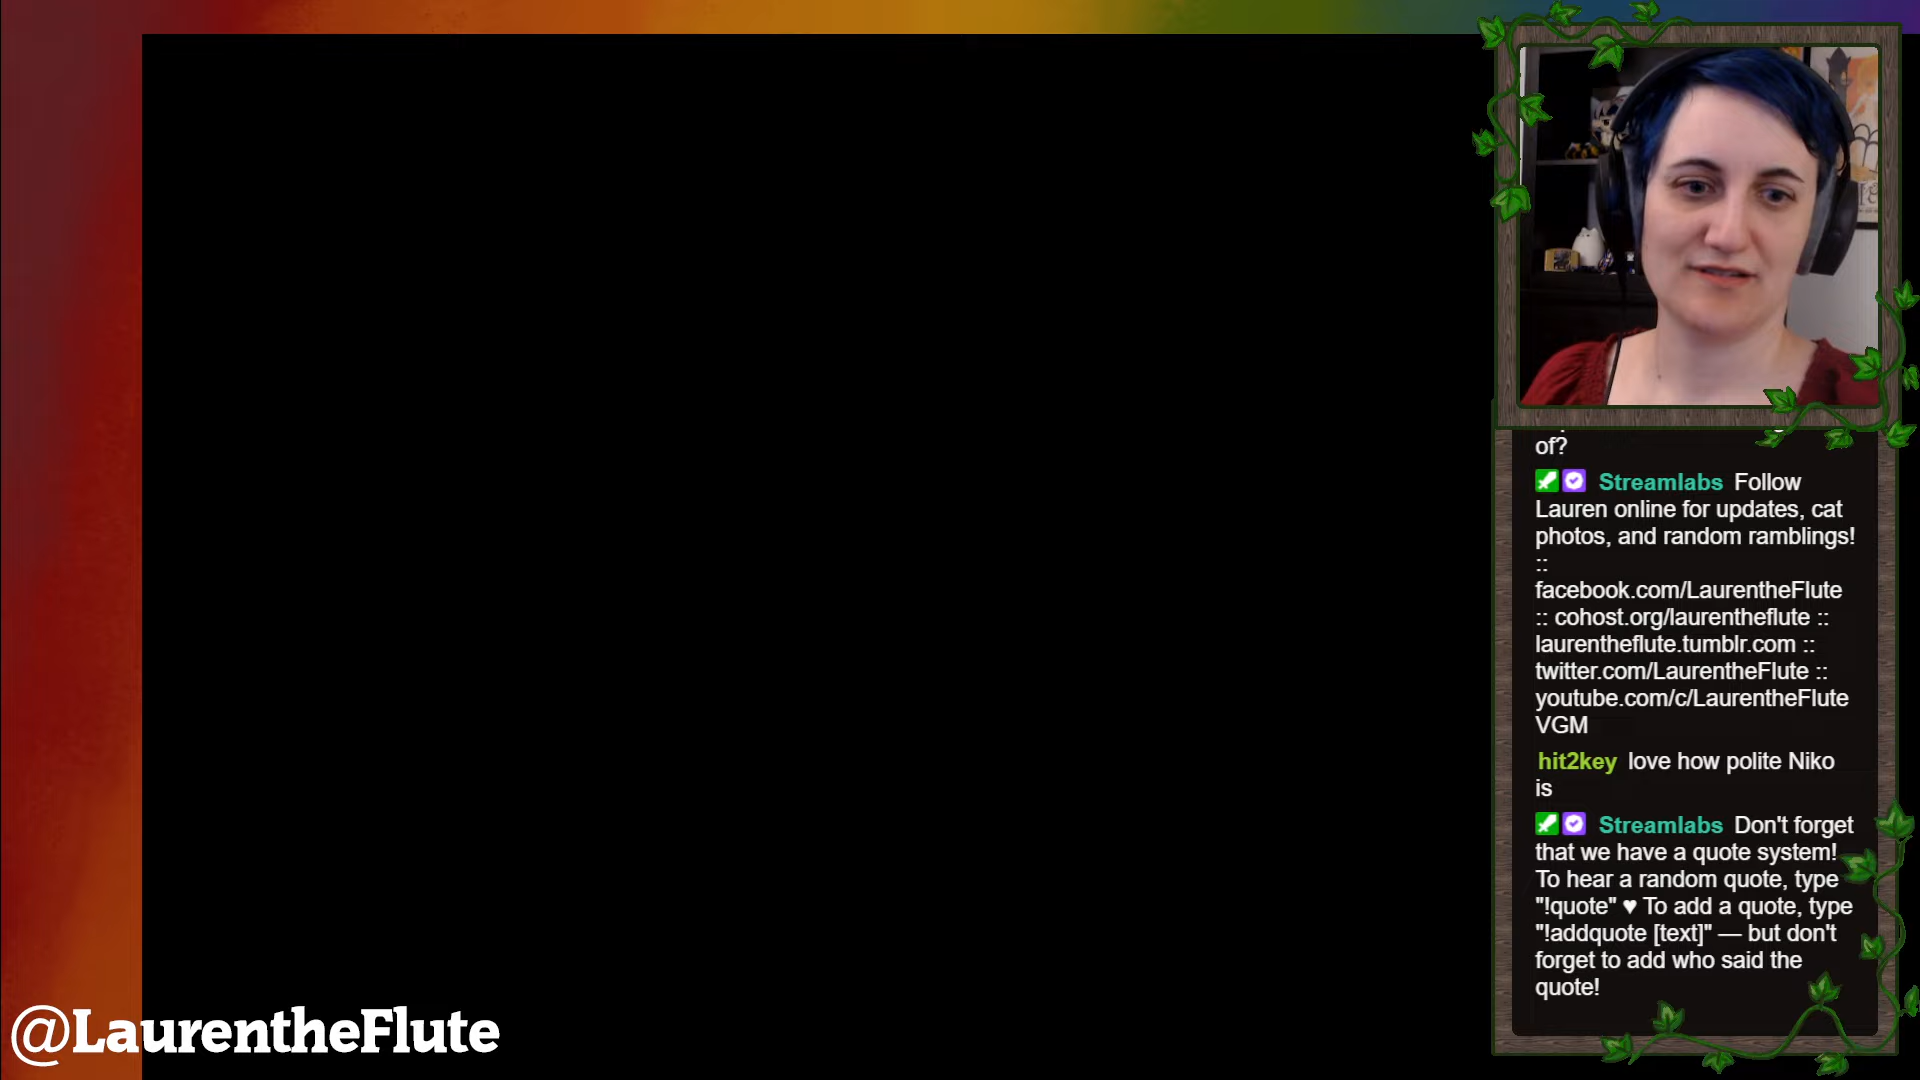 of?
Streamlabs Follow
Lauren online for updates, cat
photos, and random ramblings!
::
facebook.com/LaurentheFlute
:: cohost.org/laurentheflute ::
laurentheflute.tumblr.com ::
twitter.com/LaurentheFlute ::
youtube.com/c/LaurentheFlute
VGM
hit2key love how polite Niko
is
Streamlabs Don't forget
that we have a quote system!
To hear a random quote, type
"!quote" ♥ To add a quote, type
"!addquote [text]" — but don't
forget to add who said the
quote!
@LaurentheFlute